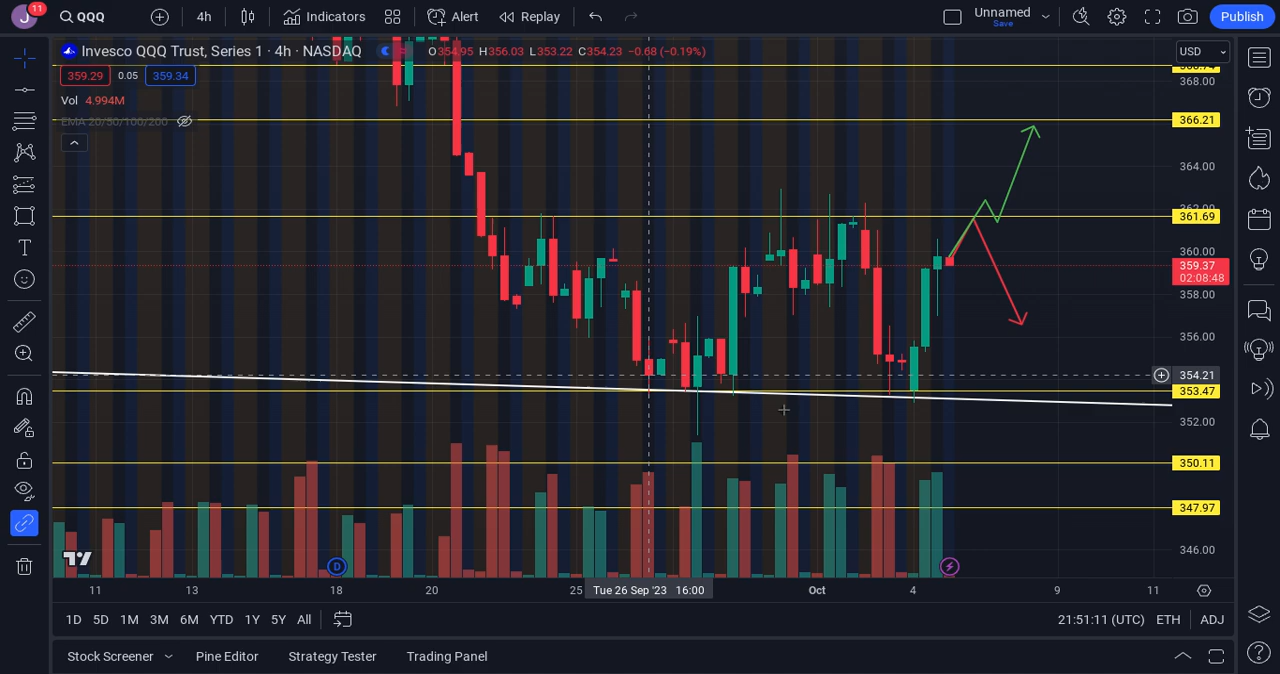 J 11 QQQ 4h Indicators Alert Replay Unnamed Save Publish
Invesco QQQ Trust, Series 1 · 4h · NASDAQ O354.95 H356.03 L353.22 C354.23 −0.68 (−0.19%) USD
359.29 0.05 359.34
368.00
Vol 4.994M
EMA 20/50/100/200
366.21
364.00
362.00
361.69
360.00
359.37
02:08:48
358.00
356.00
354.21
353.47
352.00
350.11
347.97
346.00
D
11 13 18 20 25 Tue 26 Sep '23 16:00 Oct 4 9 11
1D 5D 1M 3M 6M YTD 1Y 5Y All 21:51:11 (UTC) ETH ADJ
Stock Screener Pine Editor Strategy Tester Trading Panel